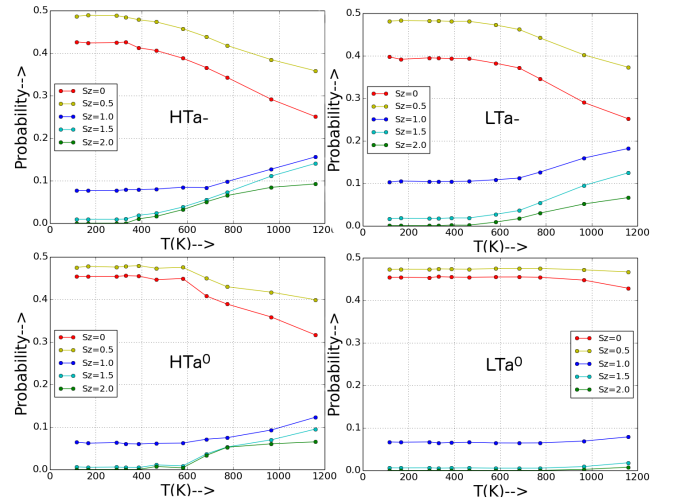 0.5
0.4
0.3
0.2
0.1
0.0
Probability-->
Sz=0
Sz=0.5
Sz=1.0
Sz=1.5
Sz=2.0
HTa-
0 200 400 600 800 1000 1200
T(K)-->
0.5
0.4
0.3
0.2
0.1
0.0
Probability-->
Sz=0
Sz=0.5
Sz=1.0
Sz=1.5
Sz=2.0
LTa-
0 200 400 600 800 1000 1200
T(K)-->
0.5
0.4
0.3
0.2
0.1
0.0
Probability-->
Sz=0
Sz=0.5
Sz=1.0
Sz=1.5
Sz=2.0
HTa0
0 200 400 600 800 1000 1200
T(K)-->
0.5
0.4
0.3
0.2
0.1
0.0
Probability-->
Sz=0
Sz=0.5
Sz=1.0
Sz=1.5
Sz=2.0
LTa0
0 200 400 600 800 1000 1200
T(K)-->